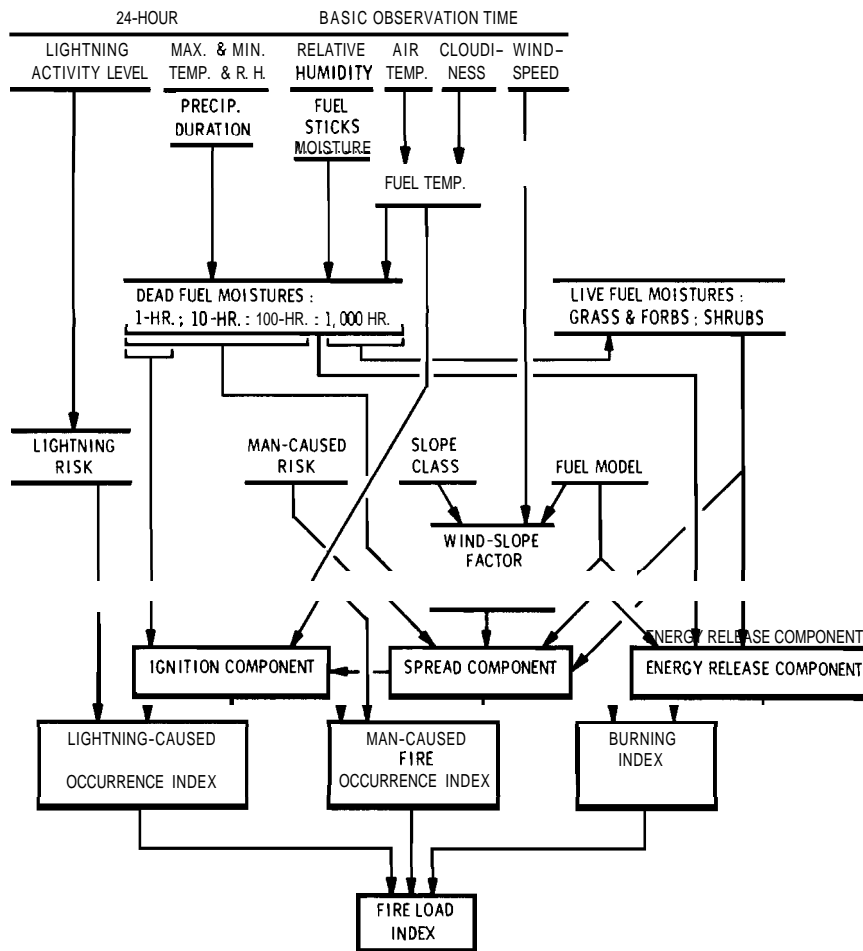 24-HOUR BASIC OBSERVATION TIME
LIGHTNING MAX. & MIN. RELATIVE AIR CLOUDI- WIND-
ACTIVITY LEVEL TEMP. & R. H. HUMIDITY TEMP. NESS SPEED
PRECIP. FUEL
DURATION STICKS
MOISTURE
FUEL TEMP.
DEAD FUEL MOISTURES : LIVE FUEL MOISTURES :
1-HR. ; 10-HR. : 100-HR. : 1,000 HR. GRASS & FORBS ; SHRUBS
LIGHTNING MAN-CAUSED SLOPE FUEL MODEL
RISK RISK CLASS
WIND-SLOPE
FACTOR
ENERGY RELEASE COMPONENT
IGNITION COMPONENT SPREAD COMPONENT ENERGY RELEASE COMPONENT
LIGHTNING-CAUSED MAN-CAUSED BURNING
FIRE INDEX
OCCURRENCE INDEX OCCURRENCE INDEX
FIRE LOAD
INDEX